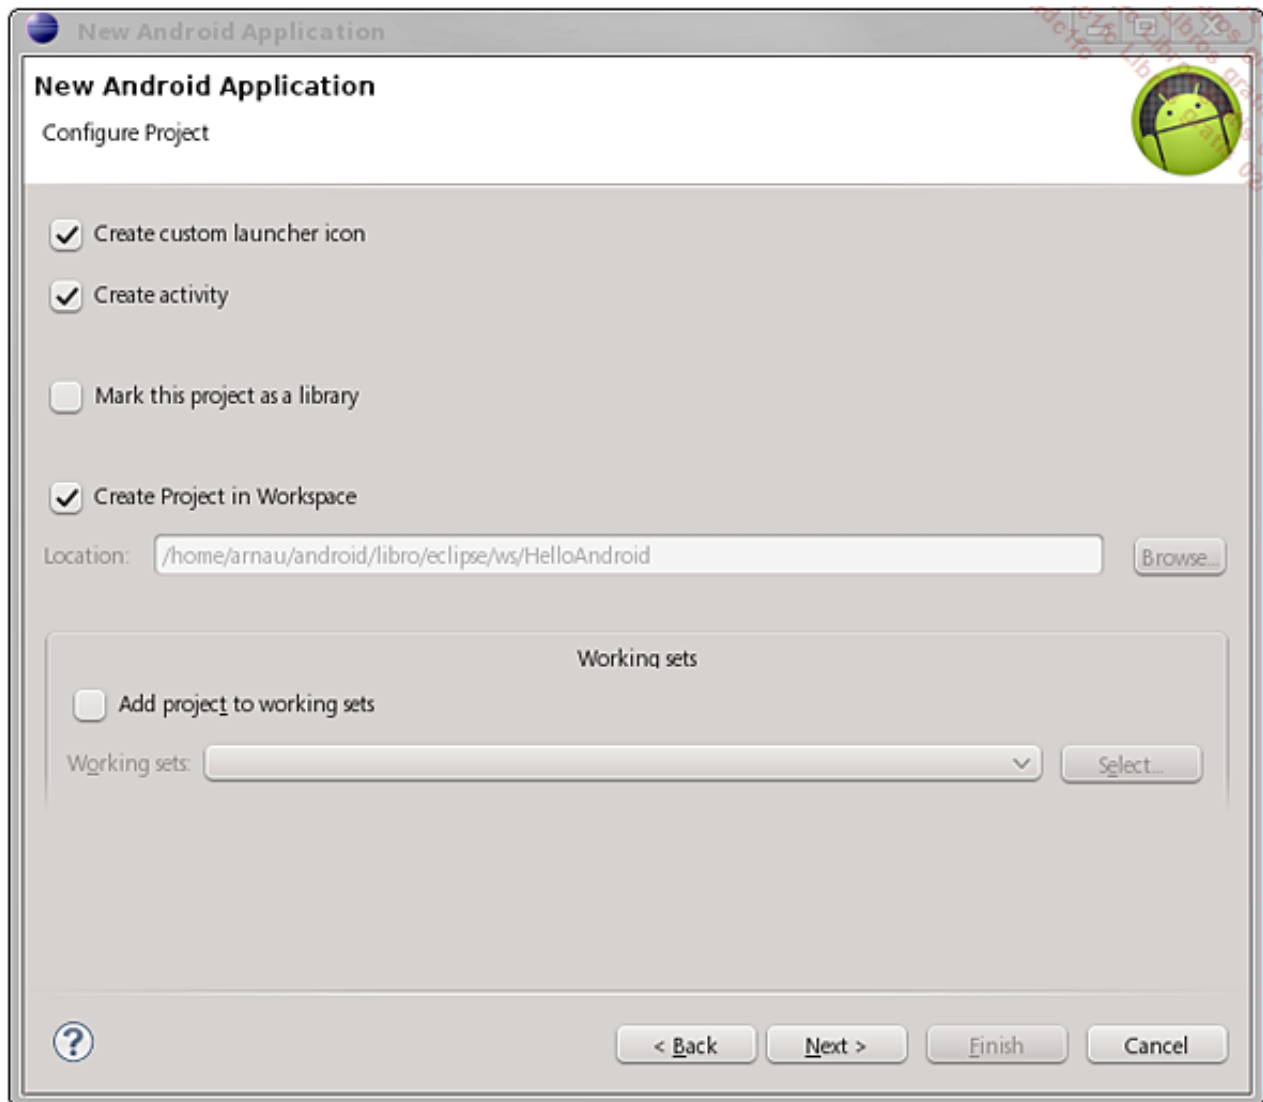 New Android Application
New Android Application
Configure Project
Create custom launcher icon
Create activity
Mark this project as a library
Create Project in Workspace
Location: /home/arnau/android/libro/eclipse/ws/HelloAndroid Browse...
Working sets
Add project to working sets
Working sets: Select...
? < Back Next > Finish Cancel